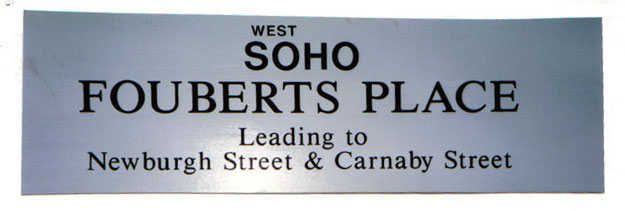 WEST
SOHO
FOUBERTS PLACE
Leading to
Newburgh Street & Carnaby Street